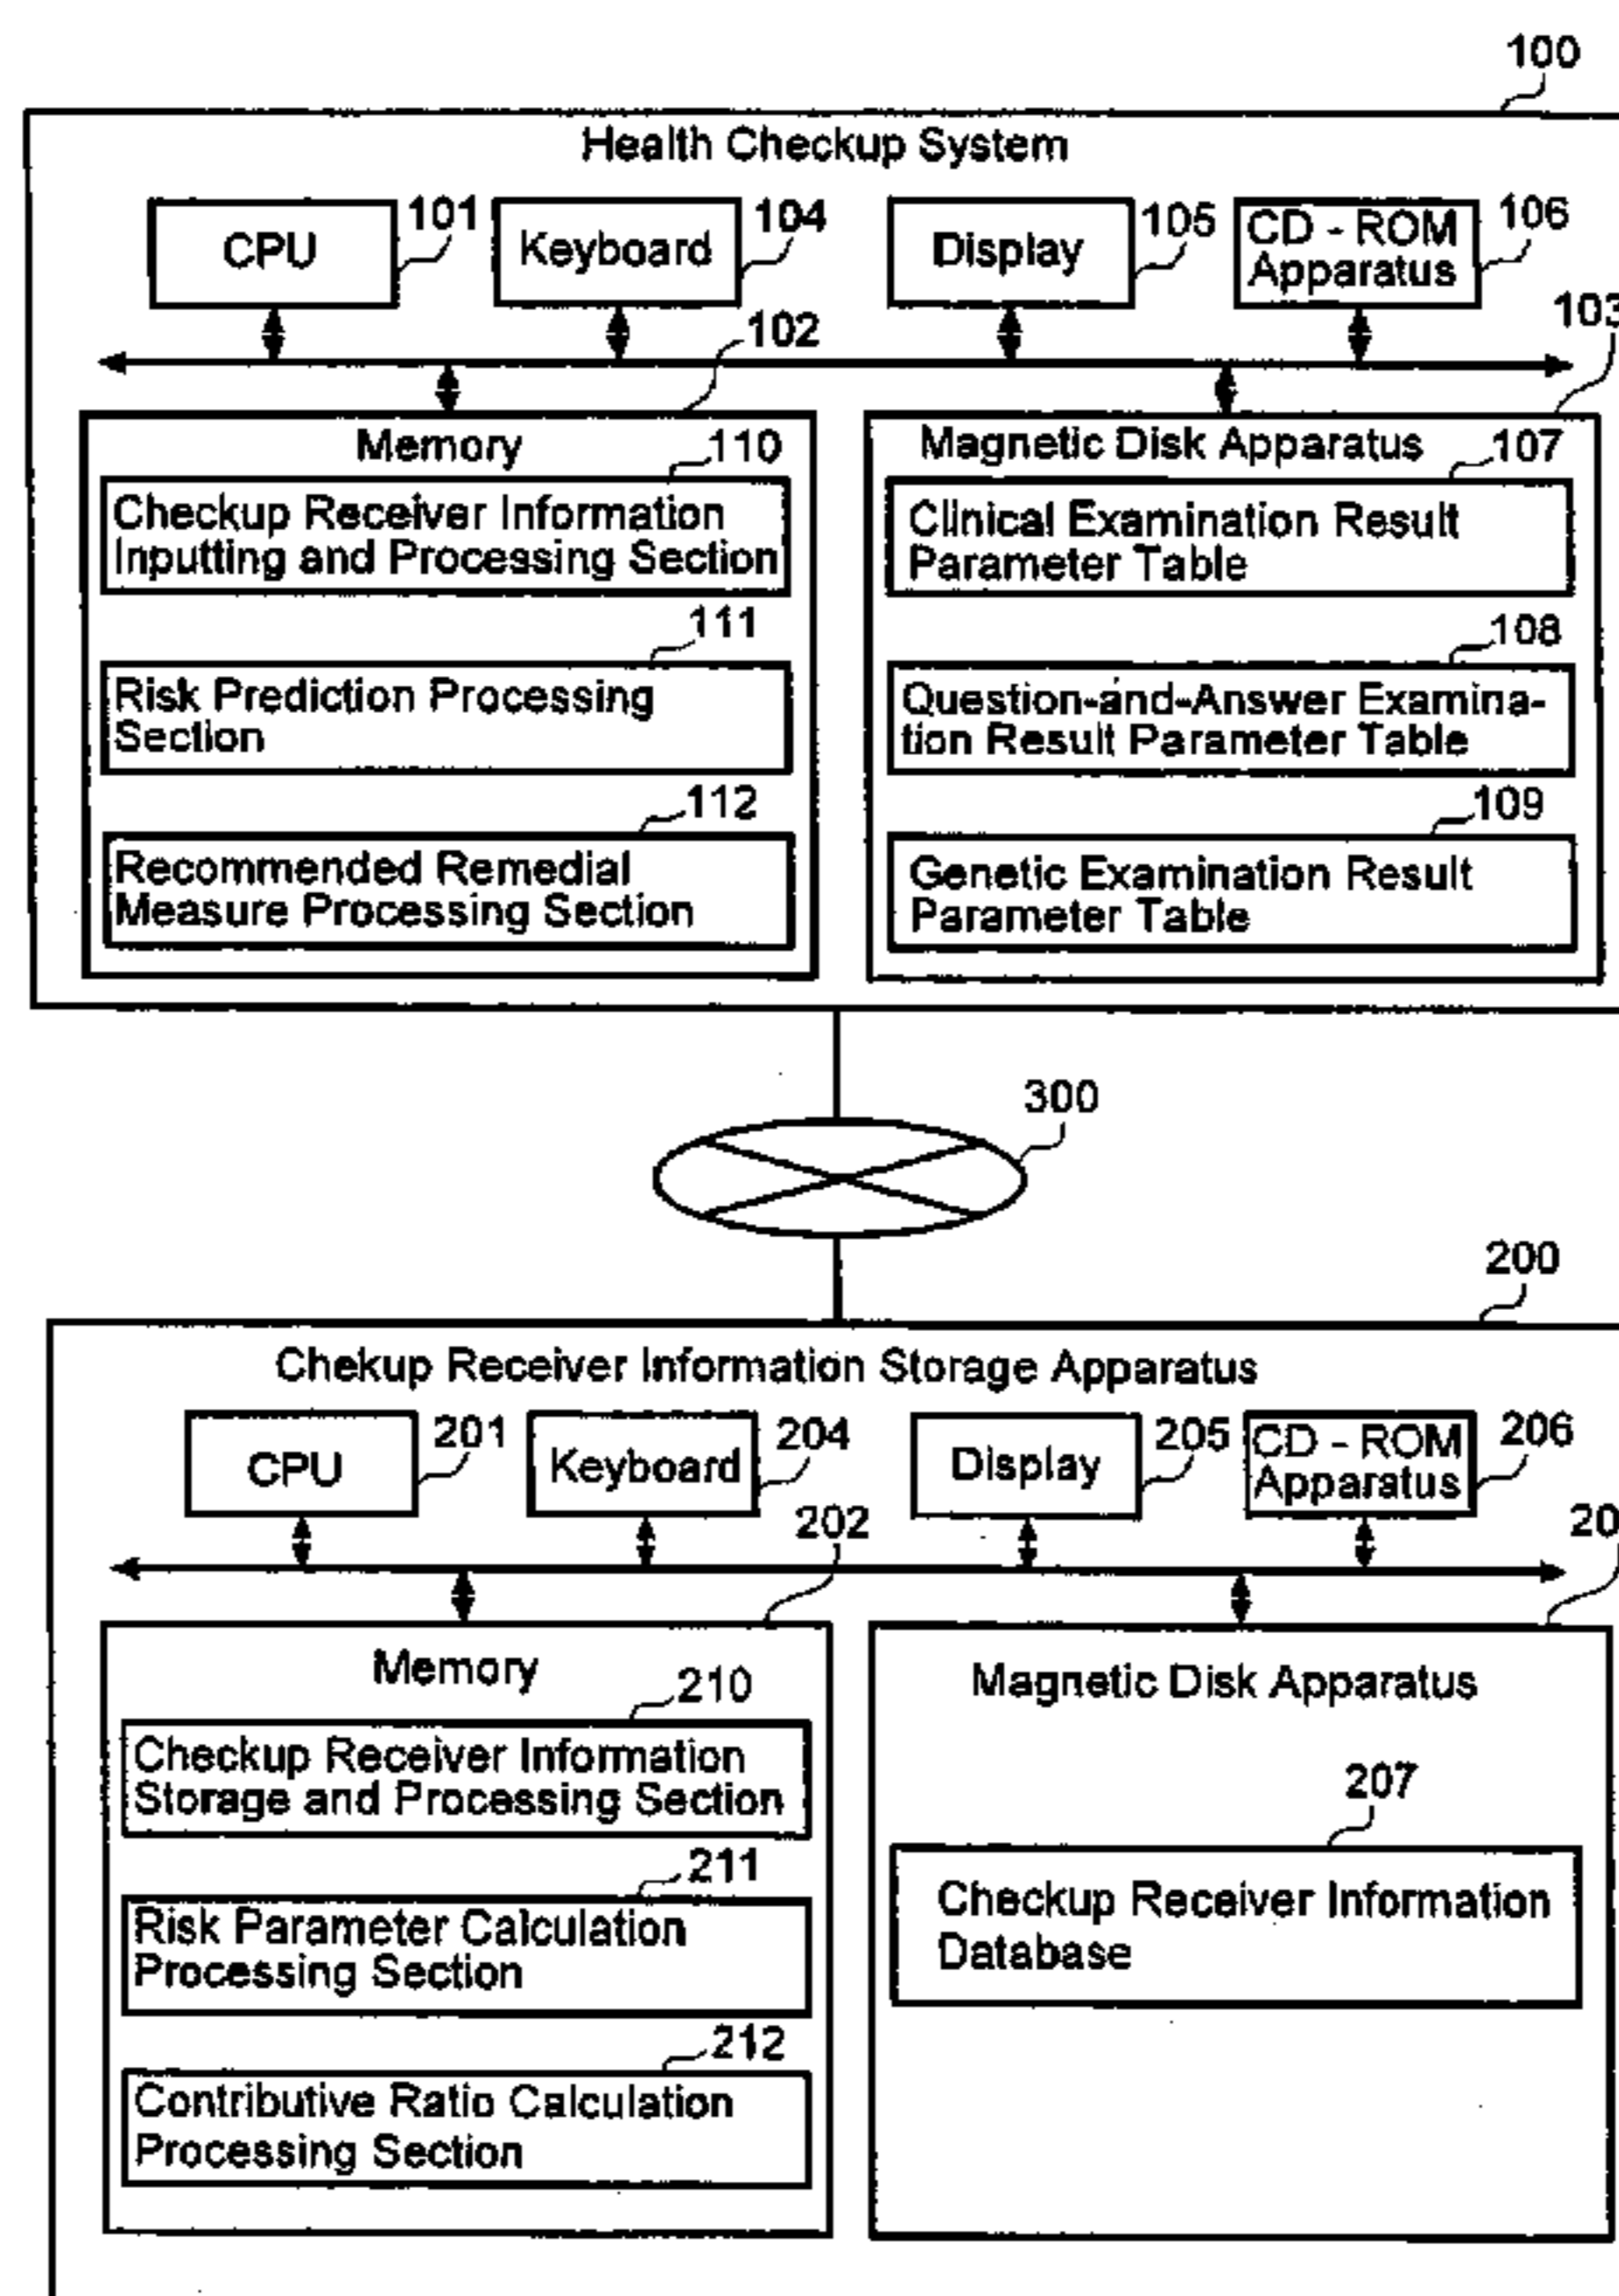 100
Health Checkup System
CPU
101
Keyboard
104
Display
105
CD - ROM
Apparatus
106
102
103
Memory
110
Checkup Receiver Information
Inputting and Processing Section
111
Risk Prediction Processing
Section
112
Recommended Remedial
Measure Processing Section
Magnetic Disk Apparatus
107
Clinical Examination Result
Parameter Table
108
Question-and-Answer Examina-
tion Result Parameter Table
109
Genetic Examination Result
Parameter Table
300
200
Chekup Receiver Information Storage Apparatus
CPU
201
Keyboard
204
Display
205
CD - ROM
Apparatus
206
202
20
Memory
210
Checkup Receiver Information
Storage and Processing Section
211
Risk Parameter Calculation
Processing Section
212
Contributive Ratio Calculation
Processing Section
Magnetic Disk Apparatus
207
Checkup Receiver Information
Database